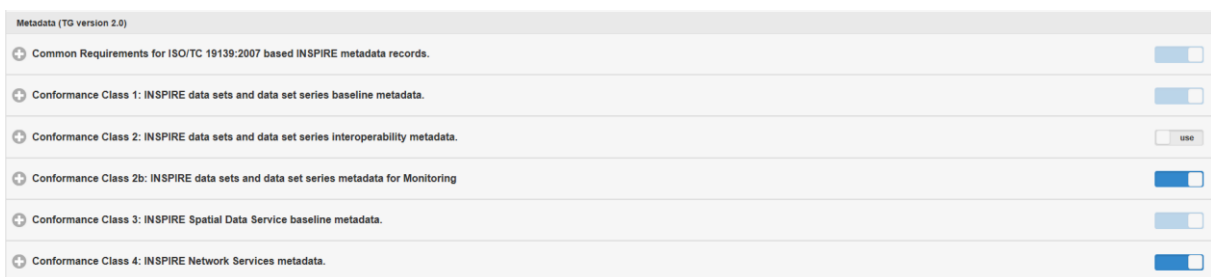 Metadata (TG version 2.0)
Common Requirements for ISO/TC 19139:2007 based INSPIRE metadata records.
Conformance Class 1: INSPIRE data sets and data set series baseline metadata.
Conformance Class 2: INSPIRE data sets and data set series interoperability metadata.
use
Conformance Class 2b: INSPIRE data sets and data set series metadata for Monitoring
Conformance Class 3: INSPIRE Spatial Data Service baseline metadata.
Conformance Class 4: INSPIRE Network Services metadata.